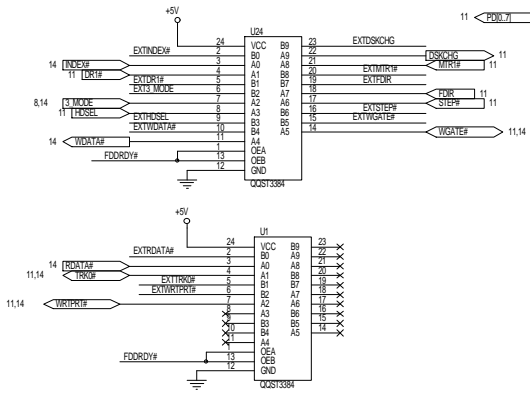 +5V
11 PD[0..7]
U24
24 VCC B9 23 EXTDSKCHG
EXTINDEX# 2 B0 A9 22 DSKCHG 11
14 INDEX# 3 A0 A8 21 MTR1# 11
11 DR1# 4 A1 B8 20 EXTMTR1#
EXTDR1# 5 B1 B7 19 EXTFDIR
EXT3_MODE 6 B2 A7 18 FDIR 11
8,14 3_MODE 7 A2 A6 17 STEP# 11
11 HDSEL 8 A3 B6 16 EXTSTEP#
EXTHDSEL 9 B3 B5 15 EXTWGATE#
EXTWDATA# 10 B4 A5 14 WGATE# 11,14
14 WDATA# 11 A4
1 OEA
FDDRDY# 13 OEB
12 GND
QQST3384
+5V
U1
24 VCC B9 23
EXTRDATA# 2 B0 A9 22
14 RDATA# 3 A0 A8 21
11,14 TRK0# 4 A1 B8 20
EXTTRK0# 5 B1 B7 19
EXTWRTPRT# 6 B2 A7 18
11,14 WRTPRT# 7 A2 A6 17
8 A3 B6 16
9 B3 B5 15
10 B4 A5 14
11 A4
1 OEA
FDDRDY# 13 OEB
12 GND
QQST3384